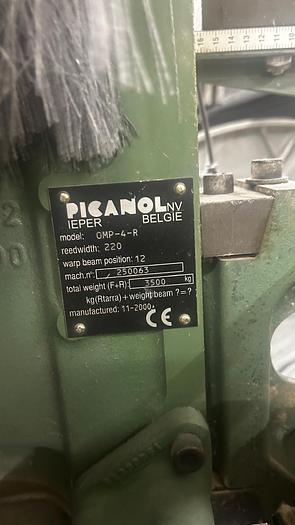 PICANOL NV
IEPER BELGIE
model: OMP-4-R
reedwidth: 220
warp beam position: 12
mach.n°: 250063
total weight (F+R): 3500 kg
kg(Rtarra)+weight beam ?=?
manufactured: 11-2000
CE